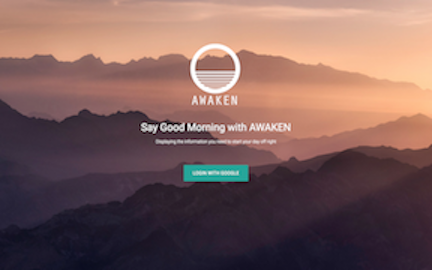 AWAKEN
Say Good Morning with AWAKEN
Displaying the information you need to start your day off right
LOGIN WITH GOOGLE